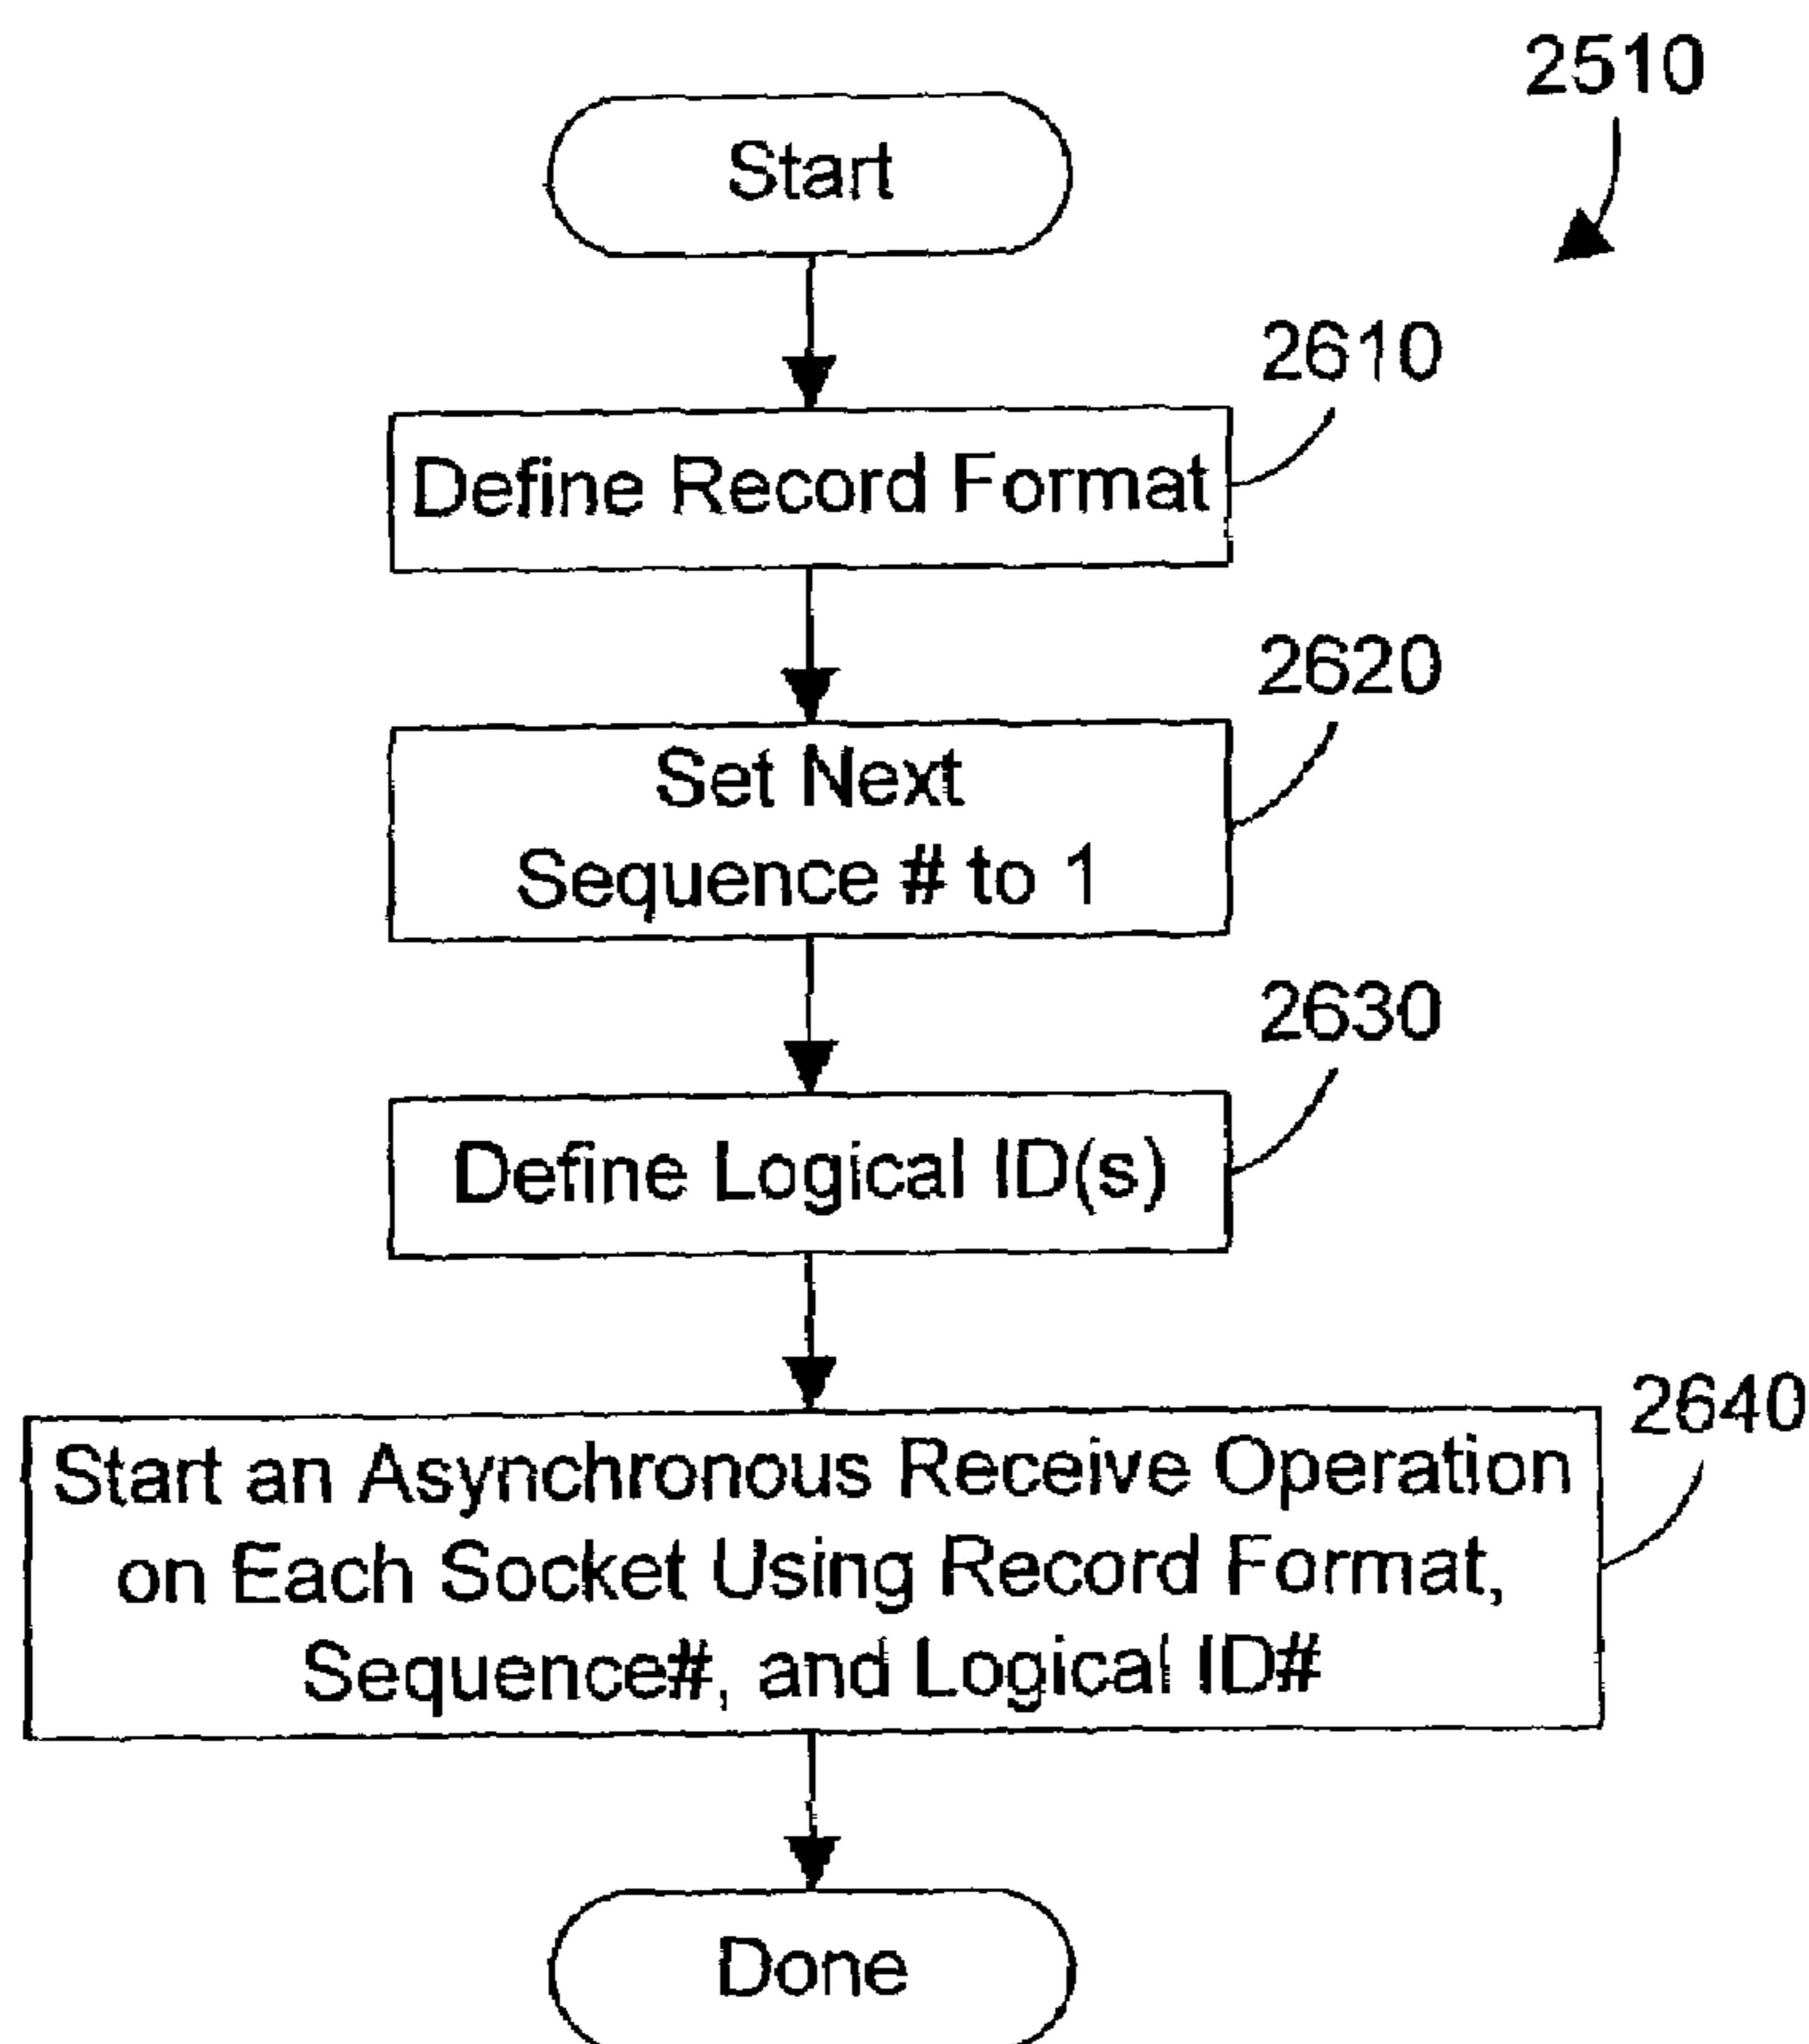 2510
Start
2610
Define Record Format
2620
Set Next
Sequence # to 1
2630
Define Logical ID(s)
2640
Start an Asynchronous Receive Operation
on Each Socket Using Record Format,
Sequence#, and Logical ID#
Done